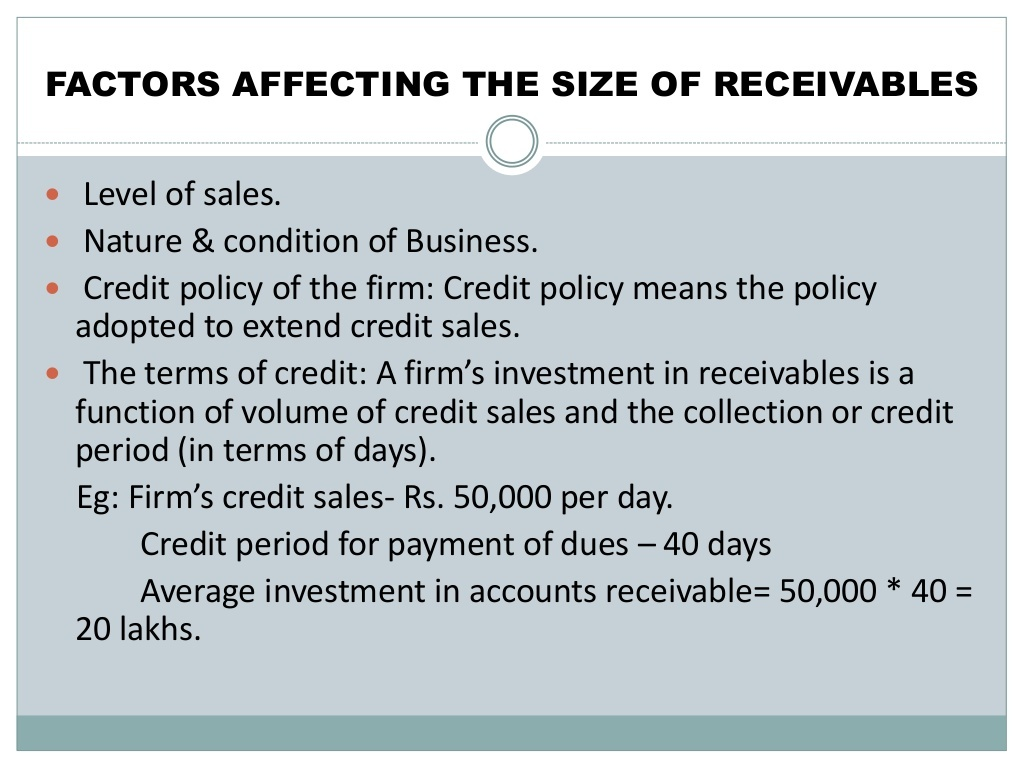 FACTORS AFFECTING THE SIZE OF RECEIVABLES
• Level of sales.
• Nature & condition of Business.
• Credit policy of the firm: Credit policy means the policy
adopted to extend credit sales.
• The terms of credit: A firm’s investment in receivables is a
function of volume of credit sales and the collection or credit
period (in terms of days).
Eg: Firm’s credit sales- Rs. 50,000 per day.
Credit period for payment of dues – 40 days
Average investment in accounts receivable= 50,000 * 40 =
20 lakhs.